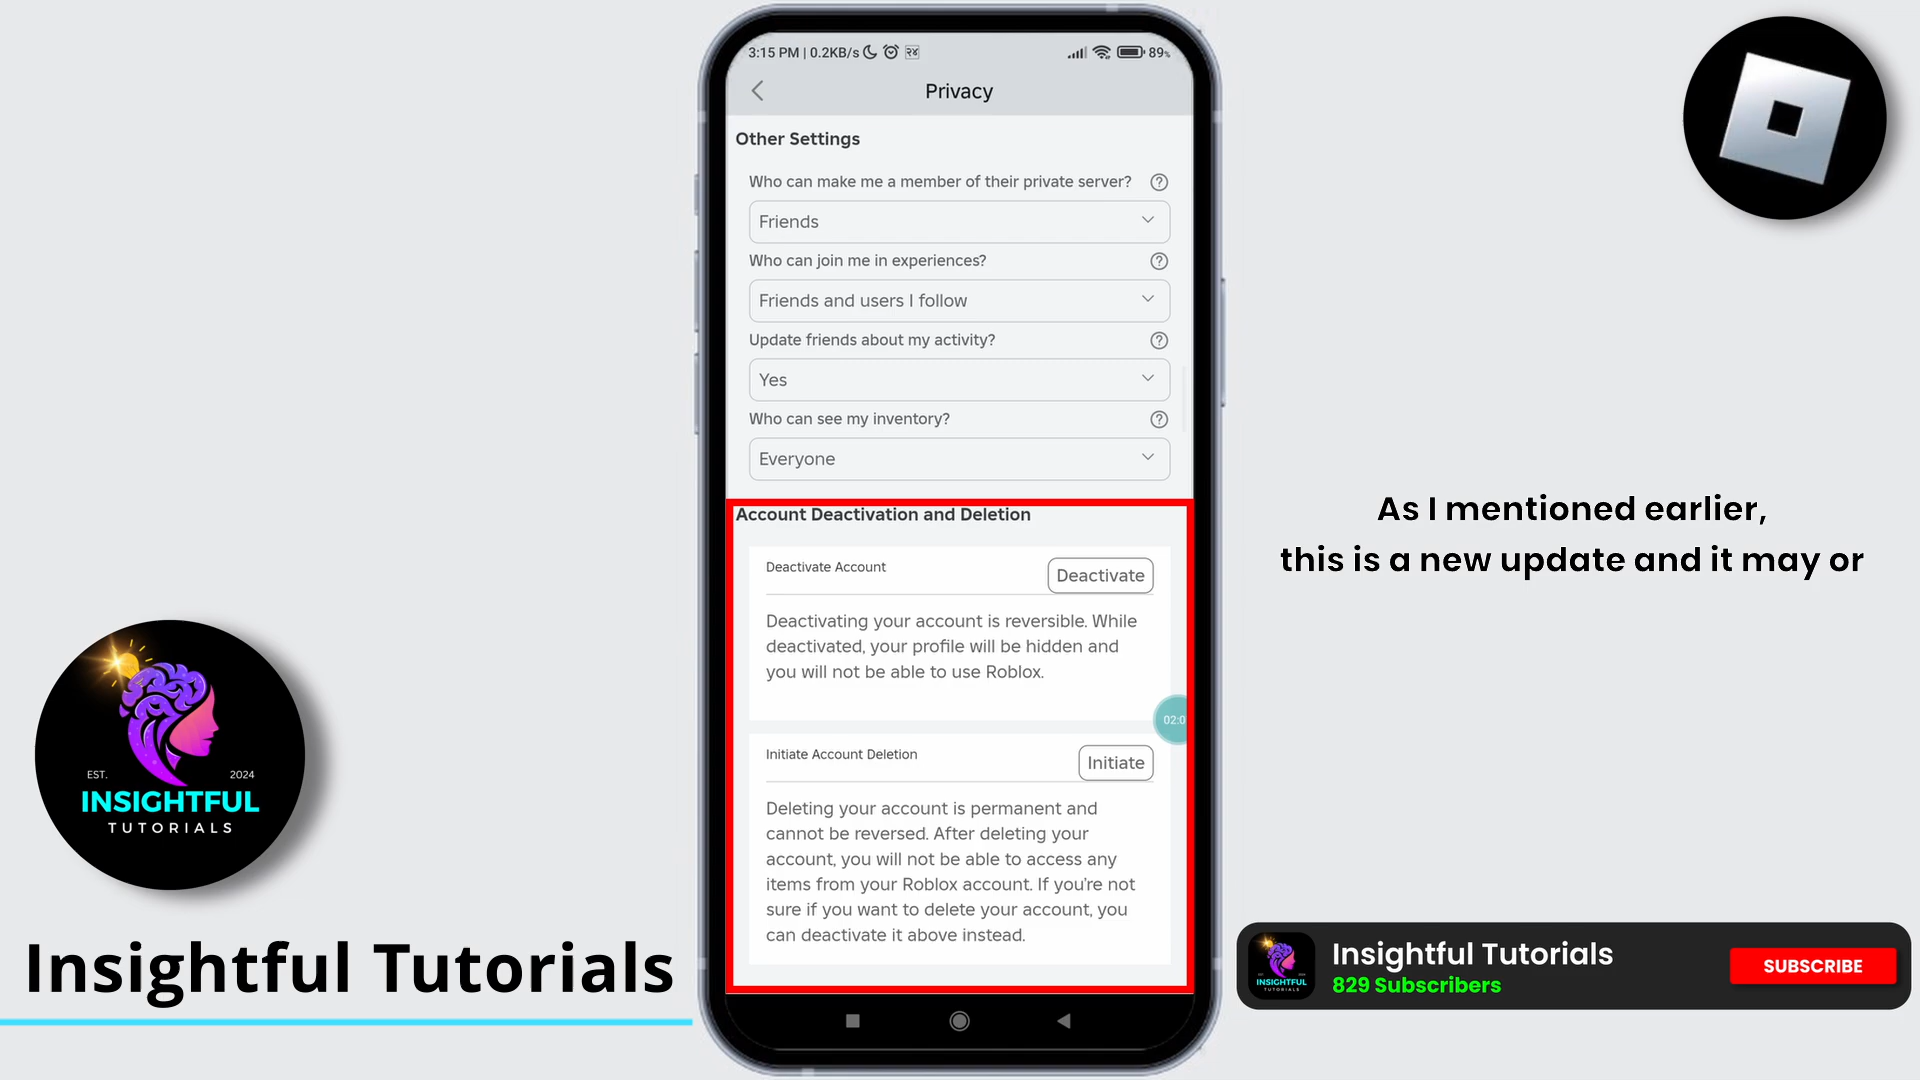 3:15 PM | 0.2KB/s
89%
Privacy
Other Settings
Who can make me a member of their private server?
Friends
Who can join me in experiences?
Friends and users I follow
Update friends about my activity?
Yes
Who can see my inventory?
Everyone
Account Deactivation and Deletion
Deactivate Account
Deactivate
Deactivating your account is reversible. While
deactivated, your profile will be hidden and
you will not be able to use Roblox.
02:0
Initiate Account Deletion
Initiate
Deleting your account is permanent and
cannot be reversed. After deleting your
account, you will not be able to access any
items from your Roblox account. If you're not
sure if you want to delete your account, you
can deactivate it above instead.
As I mentioned earlier,
this is a new update and it may or
EST. 2024
INSIGHTFUL
TUTORIALS
Insightful Tutorials
INSIGHTFUL
TUTORIALS
Insightful Tutorials
829 Subscribers
SUBSCRIBE